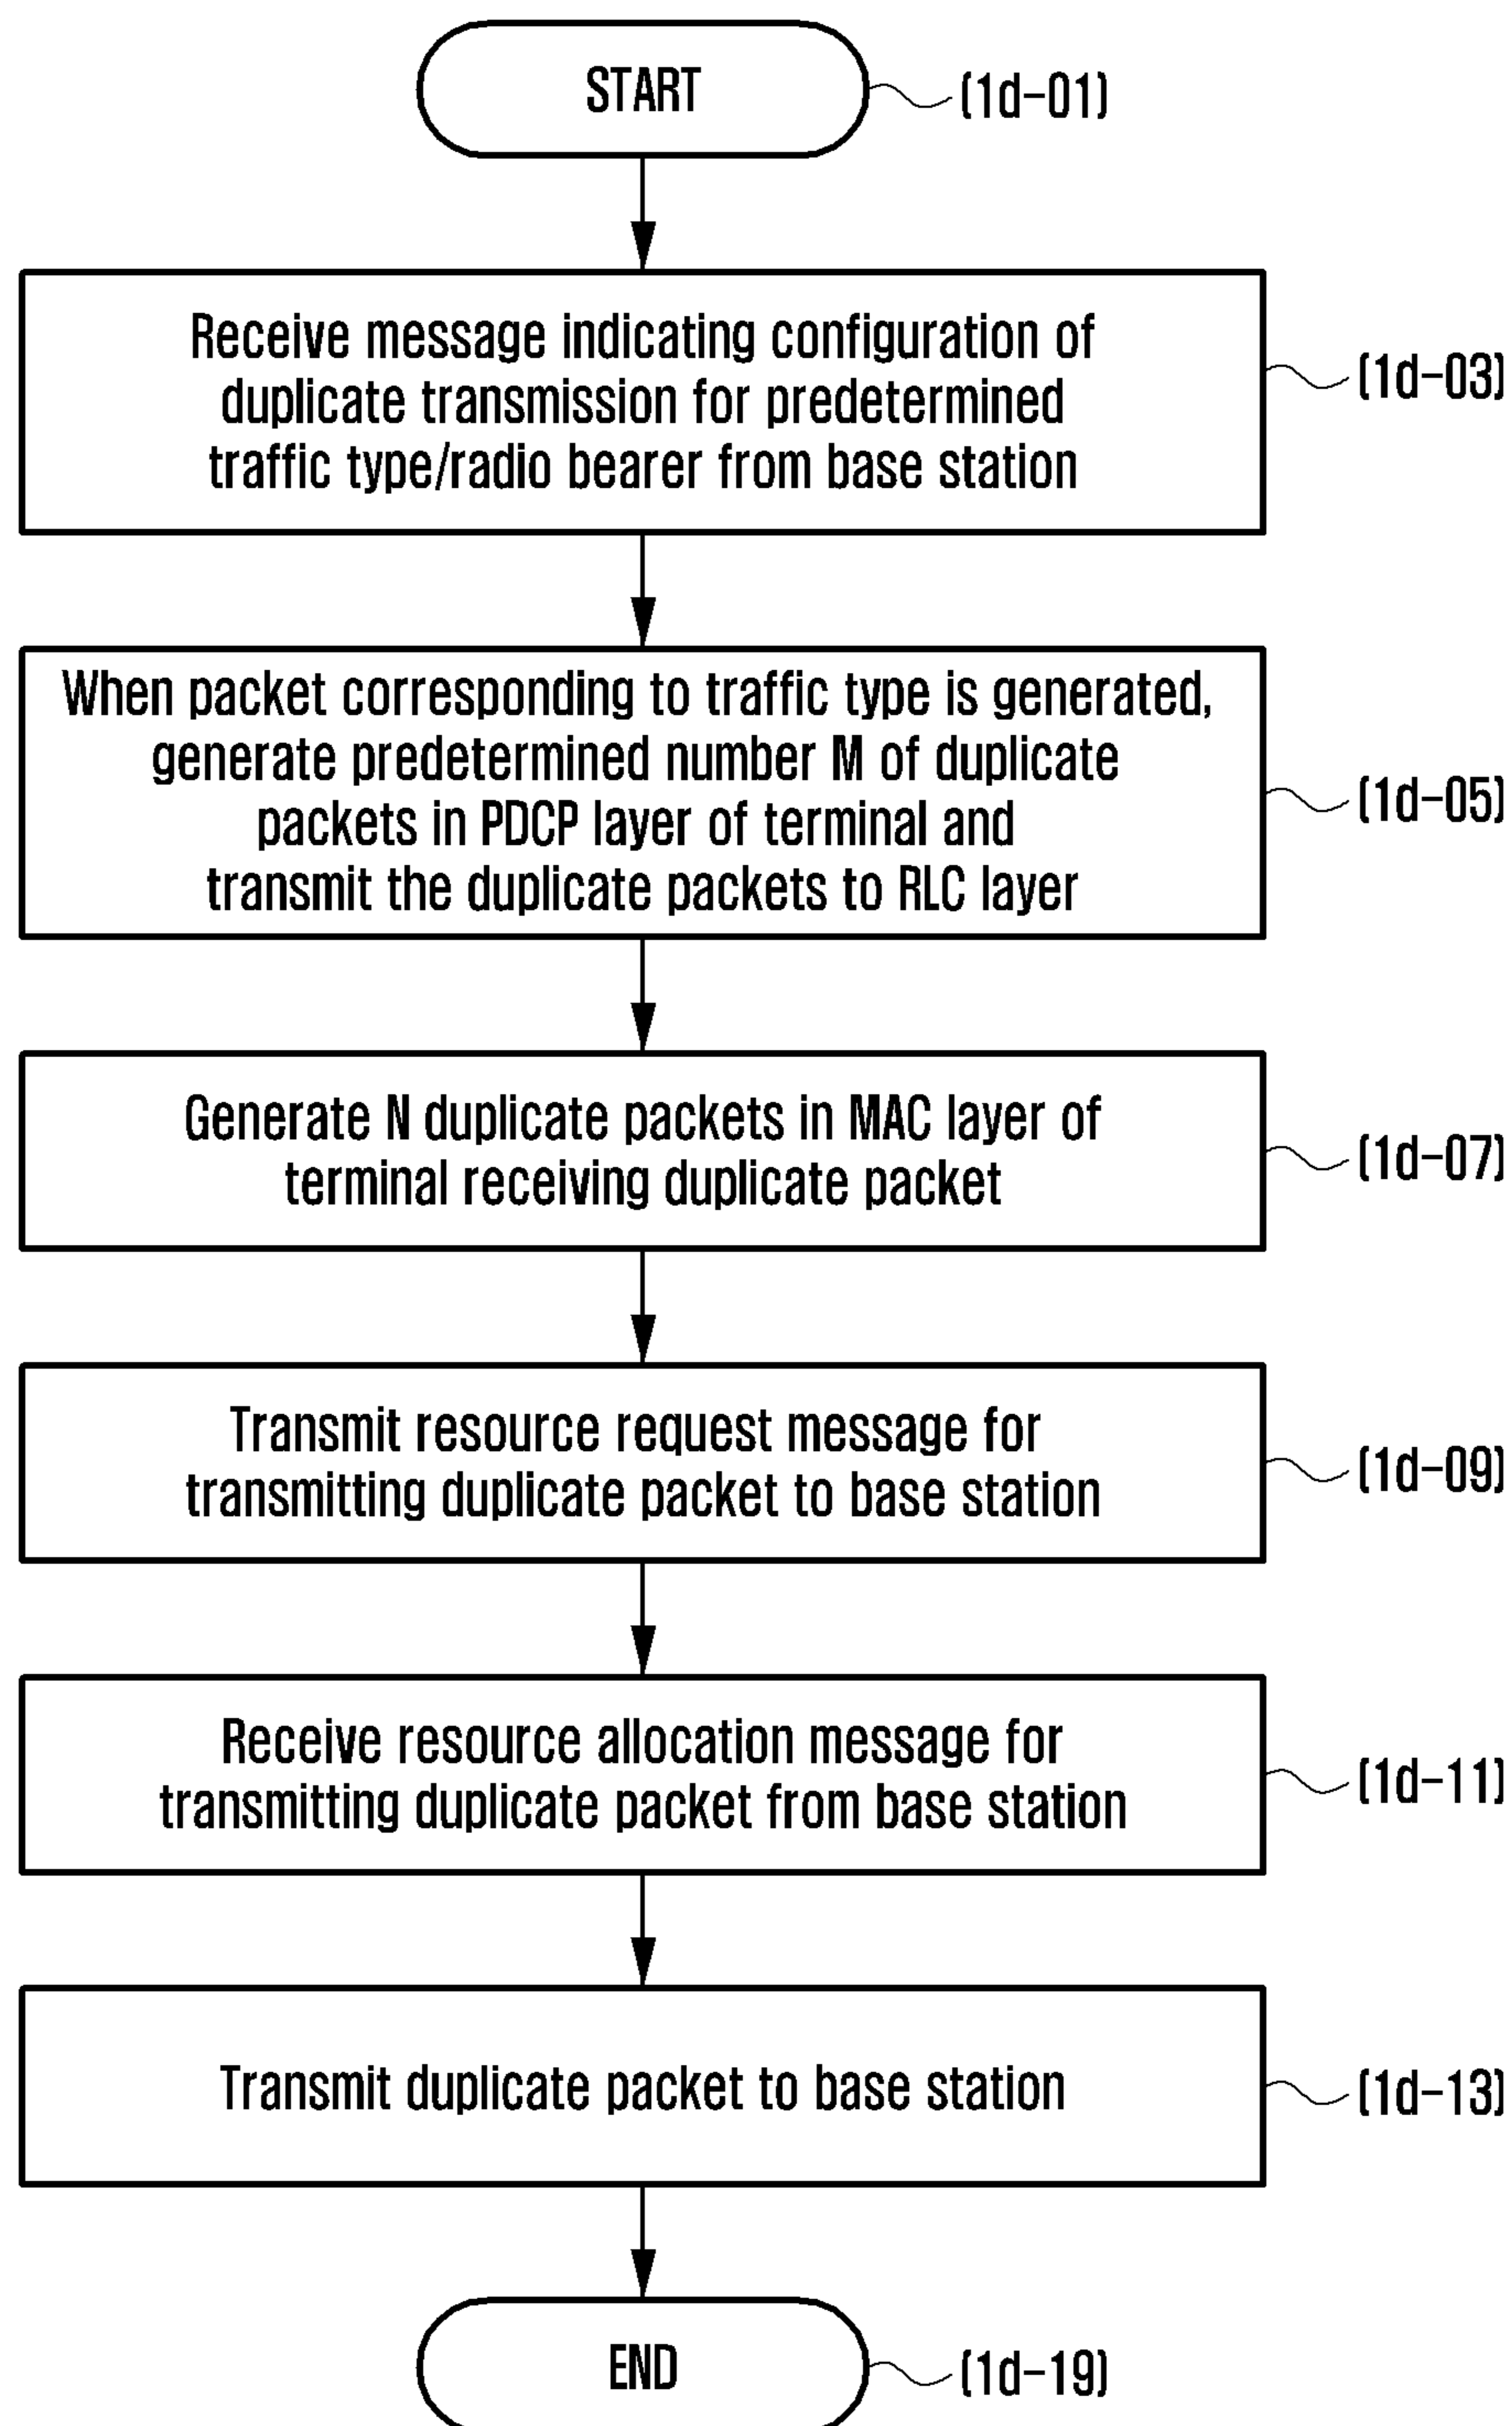 START
(1d-01)
Receive message indicating configuration of
duplicate transmission for predetermined
traffic type/radio bearer from base station
(1d-03)
When packet corresponding to traffic type is generated,
generate predetermined number M of duplicate
packets in PDCP layer of terminal and
transmit the duplicate packets to RLC layer
(1d-05)
Generate N duplicate packets in MAC layer of
terminal receiving duplicate packet
(1d-07)
Transmit resource request message for
transmitting duplicate packet to base station
(1d-09)
Receive resource allocation message for
transmitting duplicate packet from base station
(1d-11)
Transmit duplicate packet to base station
(1d-13)
END
(1d-19)